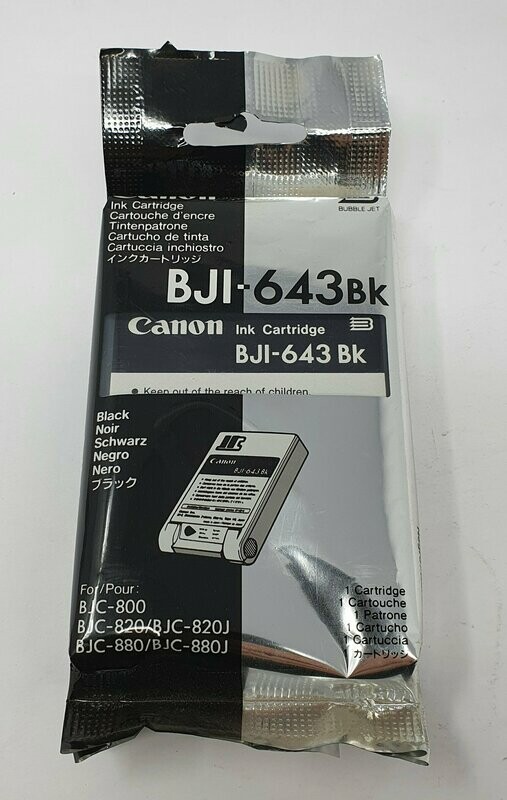 Canon
BUBBLE JET
Ink Cartridge
Cartouche d'encre
Tintenpatrone
Cartucho de tinta
Cartuccia inchiostro
インクカートリッジ
BJI-643Bk
Canon Ink Cartridge
BJI-643 Bk
● Keep out of the reach of children.
Black
Noir
Schwarz
Negro
Nero
ブラック
Canon
BJI-643 Bk
For/Pour:
BJC-800
BJC-820/BJC-820J
BJC-880/BJC-880J
1 Cartridge
1 Cartouche
1 Patrone
1 Cartucho
1 Cartuccia
1 カートリッジ